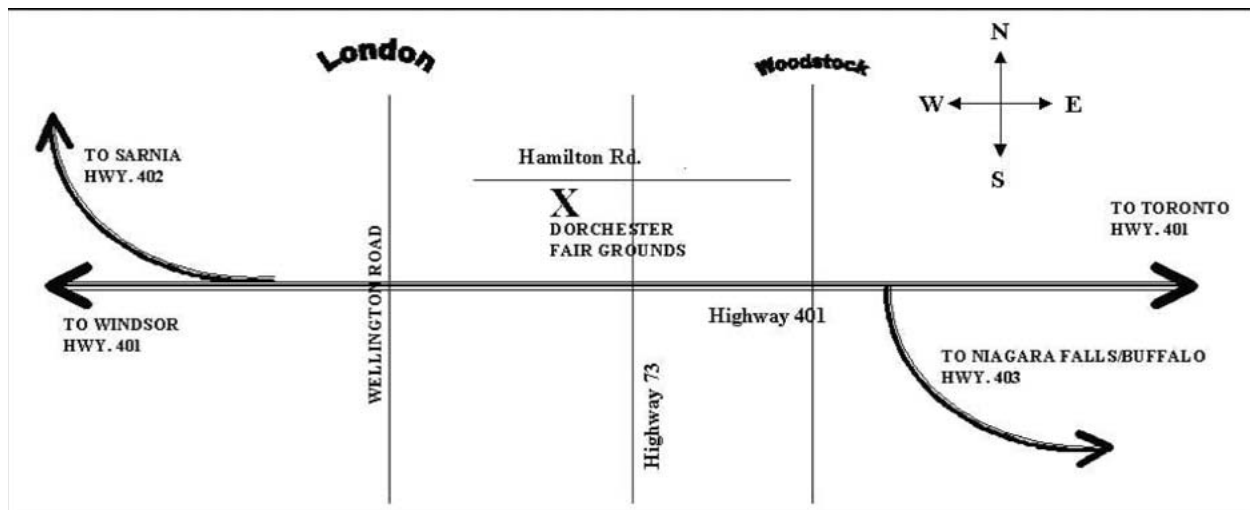 London
Woodstock
N
W
E
S
Hamilton Rd.
TO SARNIA
HWY. 402
X
DORCHESTER
FAIR GROUNDS
TO TORONTO
HWY. 401
WELLINGTON ROAD
TO WINDSOR
HWY. 401
Highway 401
Highway 73
TO NIAGARA FALLS/BUFFALO
HWY. 403